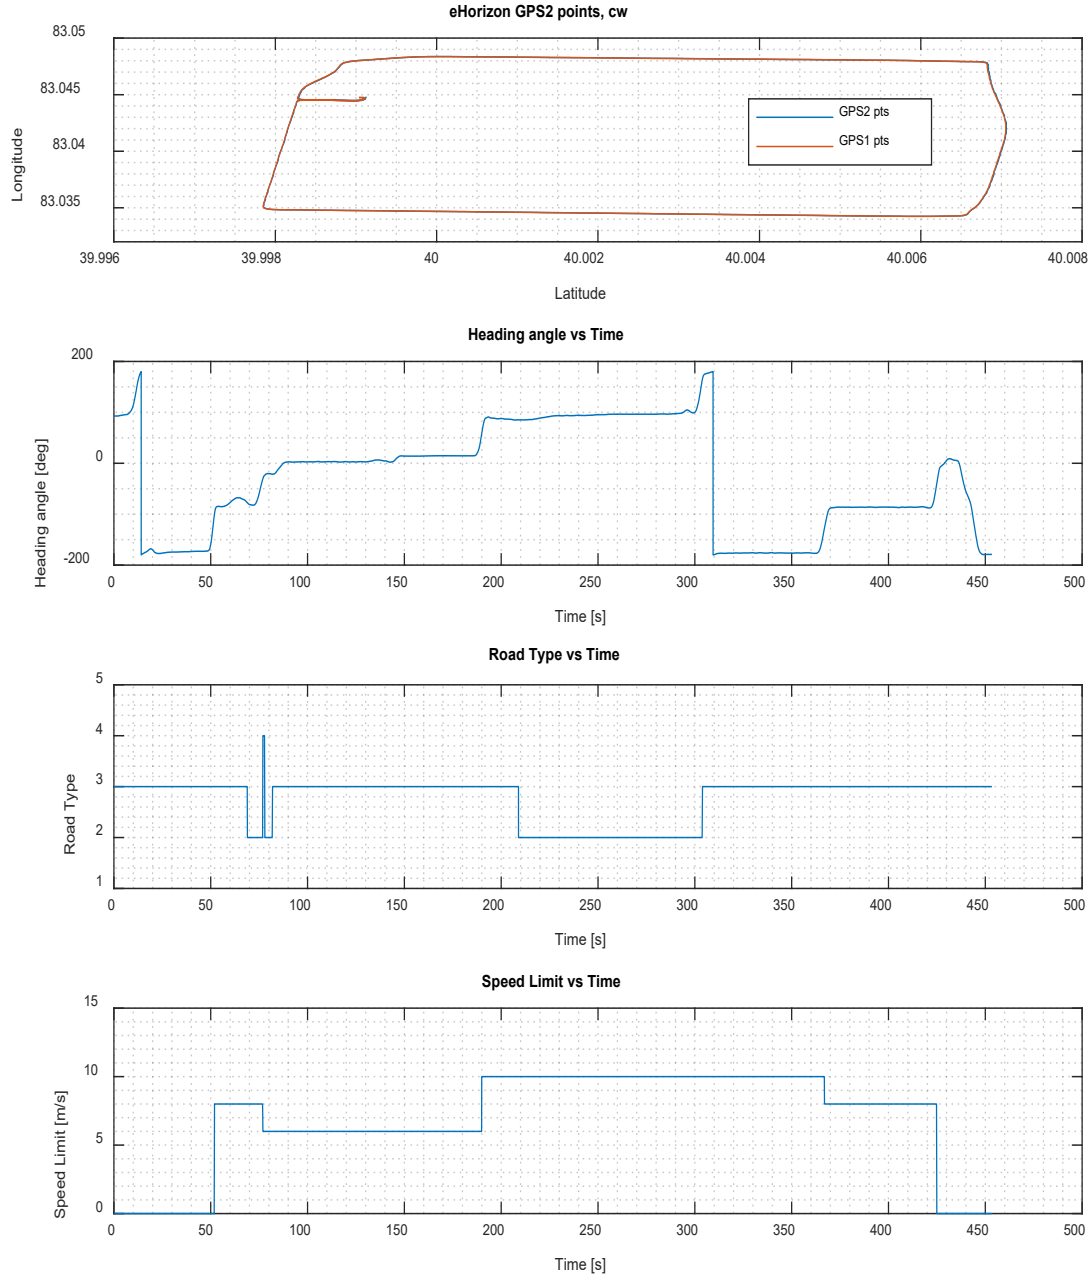 eHorizon GPS2 points, cw
83.05
83.045
83.04
83.035
Longitude
GPS2 pts
GPS1 pts
39.996 39.998 40 40.002 40.004 40.006 40.008
Latitude
Heading angle vs Time
200
0
-200
Heading angle [deg]
0 50 100 150 200 250 300 350 400 450 500
Time [s]
Road Type vs Time
5
4
3
2
1
Road Type
0 50 100 150 200 250 300 350 400 450 500
Time [s]
Speed Limit vs Time
15
10
5
0
Speed Limit [m/s]
0 50 100 150 200 250 300 350 400 450 500
Time [s]